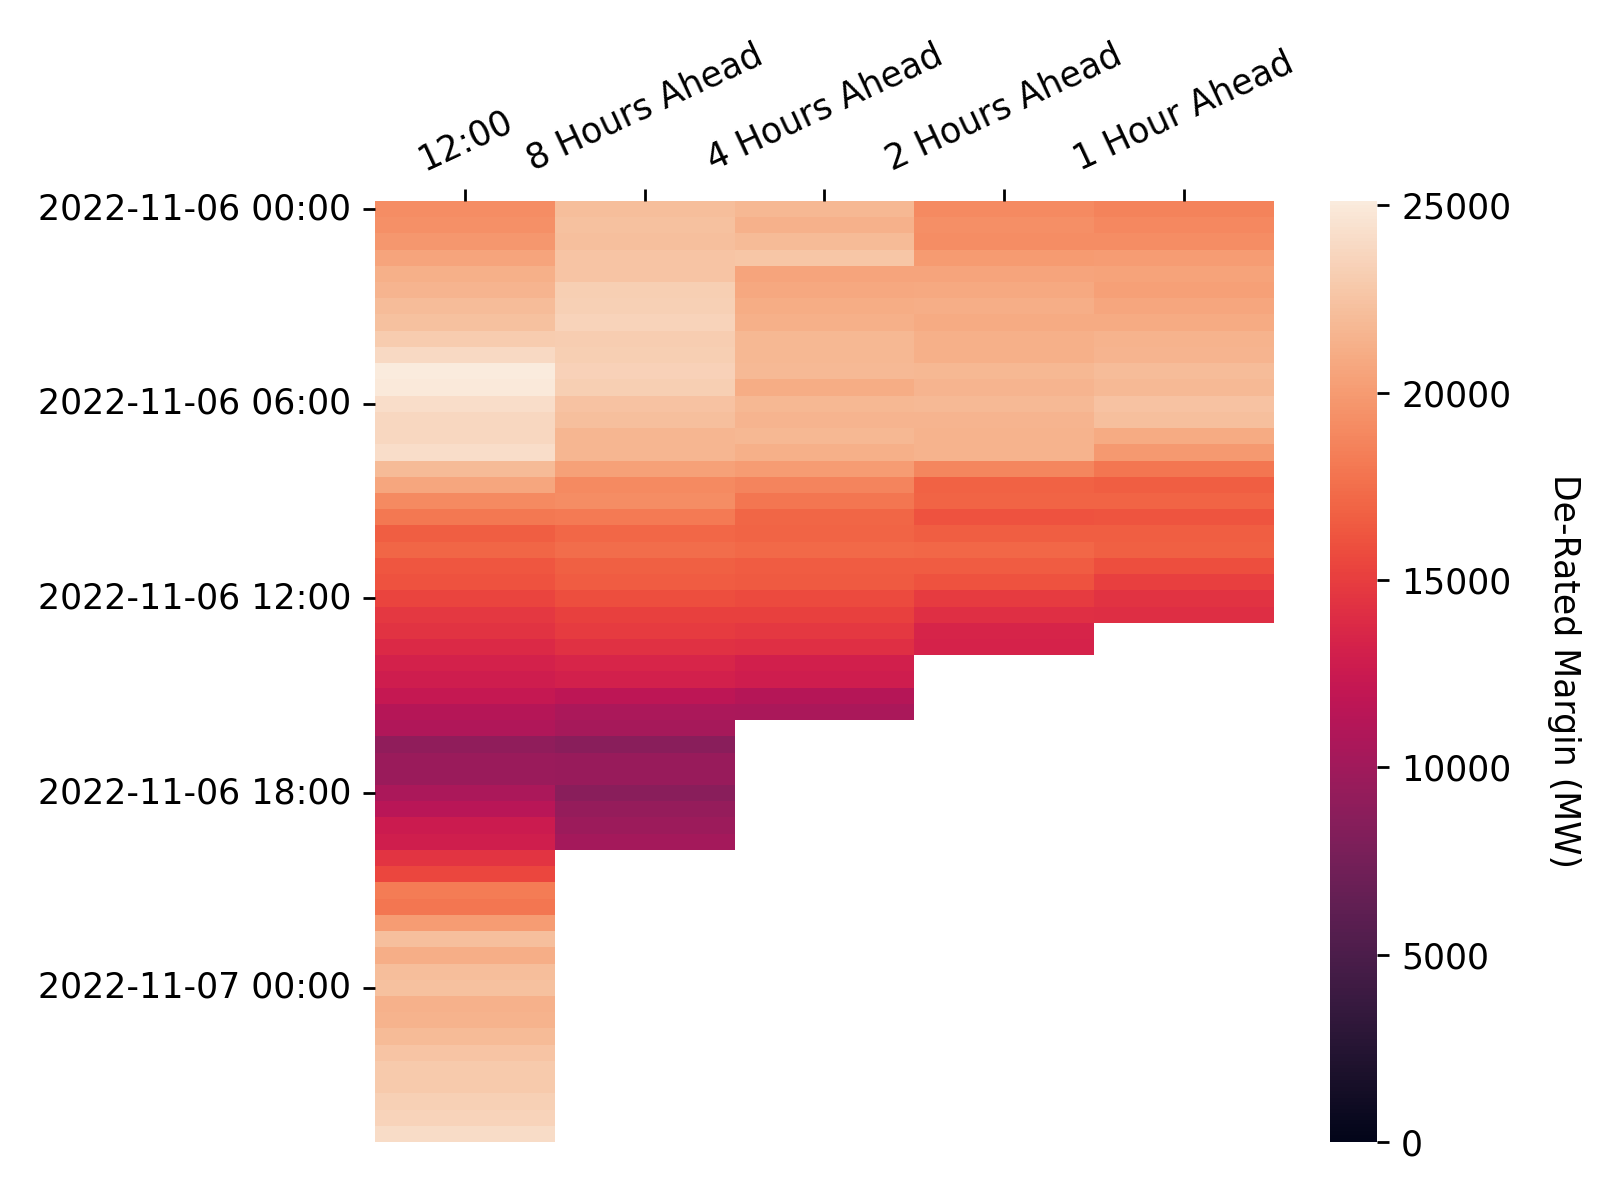 12:00
8 Hours Ahead
4 Hours Ahead
2 Hours Ahead
1 Hour Ahead
2022-11-06 00:00
2022-11-06 06:00
2022-11-06 12:00
2022-11-06 18:00
2022-11-07 00:00
25000
20000
15000
10000
5000
0
De-Rated Margin (MW)